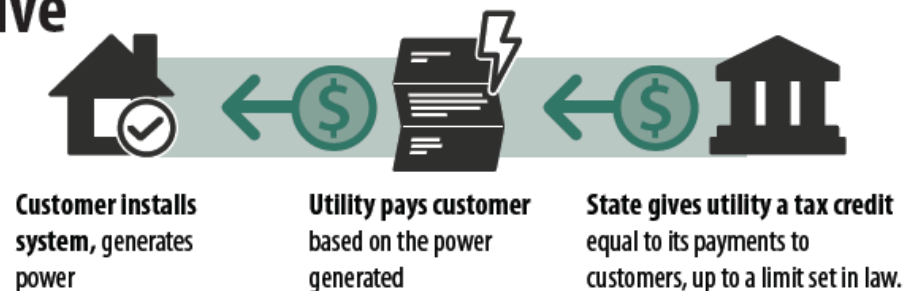 Customer installs
system, generates
power
Utility pays customer
based on the power
generated
State gives utility a tax credit
equal to its payments to
customers, up to a limit set in law.